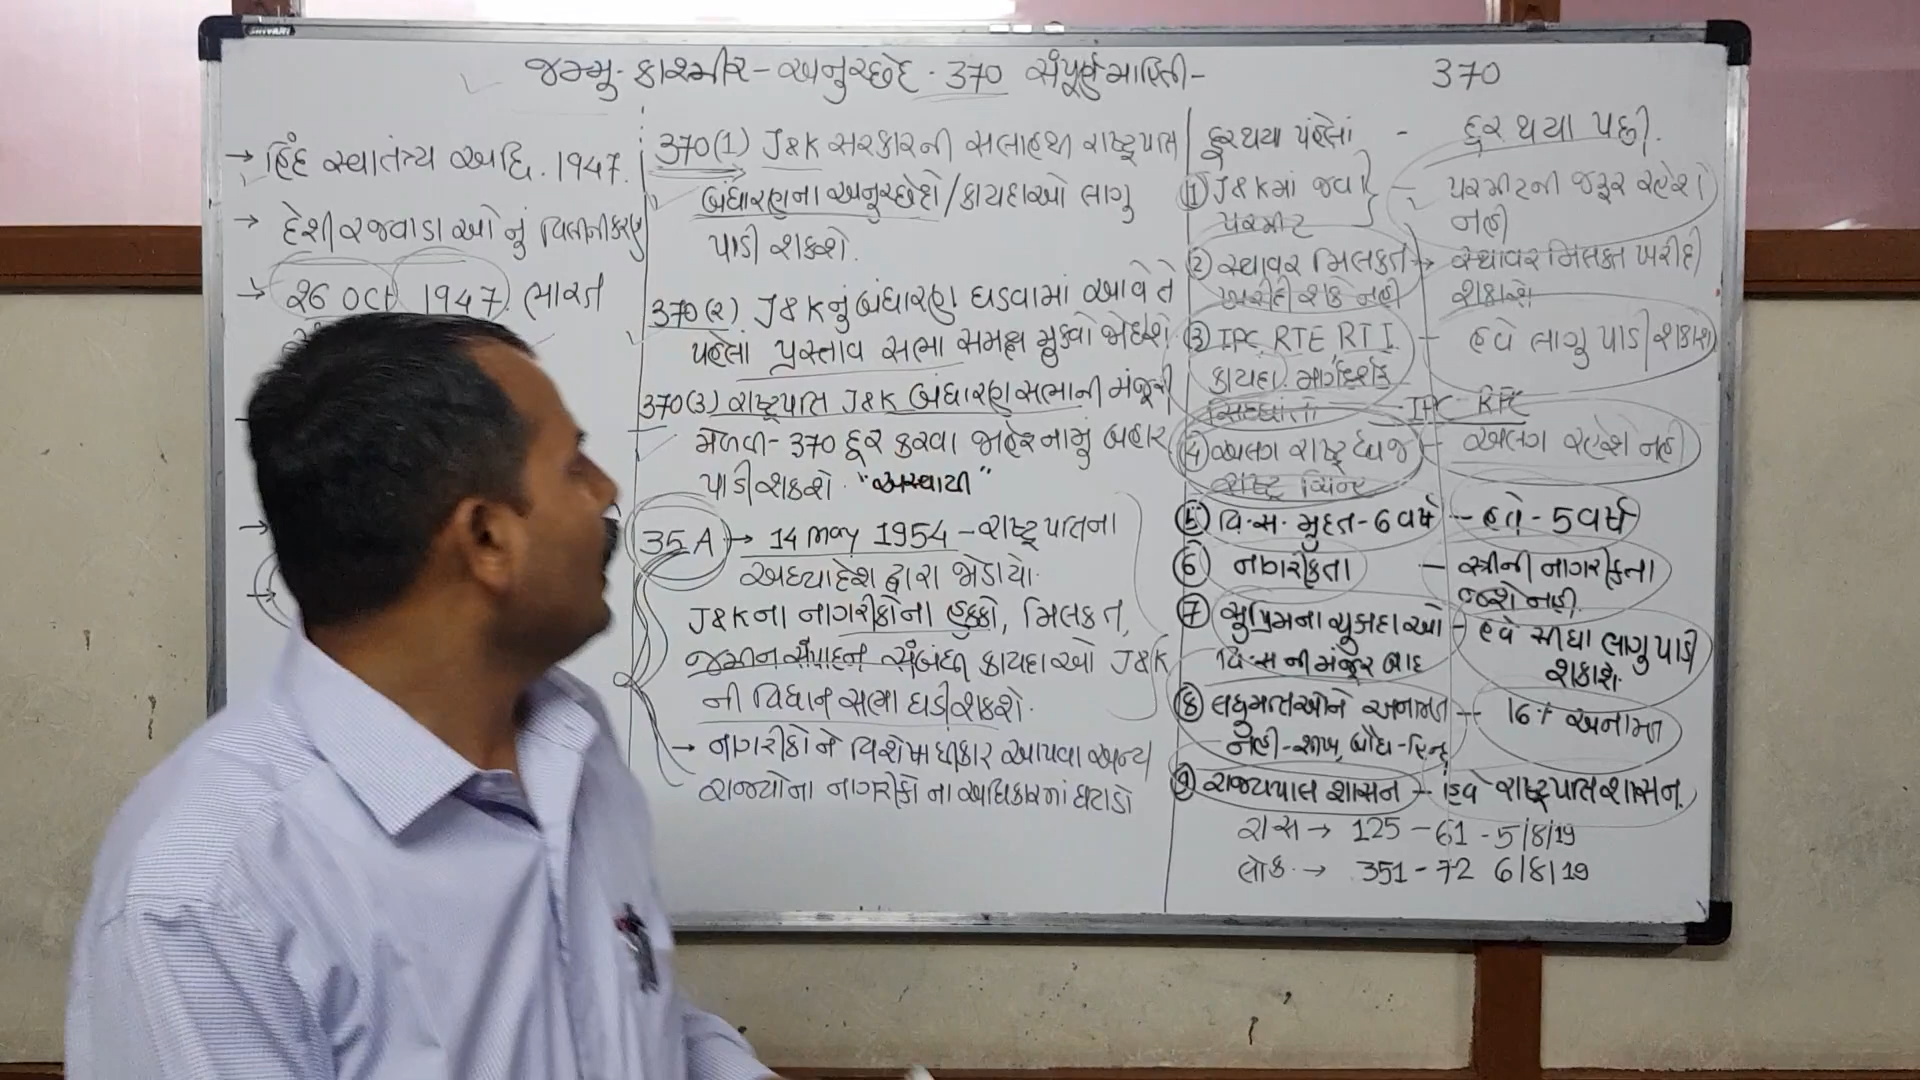 જમ્મુ-કાશ્મીર - અનુચ્છેદ - 370 સંપૂર્ણ માહિતી -
370
→ હિંદ સ્વાતંત્ર્ય અધિ. 1947.
→ દેશી રજવાડાઓનું વિલીનીકરણ
→ 26 Oct 1947. ભારત
370(1) J&K સરકારની સલાહથી રાષ્ટ્રપતિ
બંધારણના અનુચ્છેદો/કાયદાઓ લાગુ
પાડી શકશે.
370(2) J&K નું બંધારણ ઘડવામાં આવે તે
પહેલાં પ્રસ્તાવ સભા સમક્ષ મુકવો જોઇશે
370(3) રાષ્ટ્રપતિ J&K બંધારણસભાની મંજૂરી
મેળવી - 370 દૂર કરવા જાહેરનામું બહાર
પાડી શકશે. "અસ્થાયી"
35 A → 14 may 1954 - રાષ્ટ્રપતિના
અધ્યાદેશ દ્વારા જોડાયો.
J&K ના નાગરીકોના હકકો, મિલકત,
જમીન સંપાદન સંબંધી કાયદાઓ J&K
ની વિધાનસભા ઘડી શકશે.
→ નાગરીકોને વિશેષાધીકાર આપવા અન્ય
રાજ્યોના નાગરીકોના અધિકારમાં ઘટાડો
દૂર થયા પહેલાં - દૂર થયા પછી.
① J&K માં જવા - પરમીટની જરૂર રહેશે
પરમીટ નહી
② સ્થાવર મિલકત → સ્થાવર મિલકત ખરીદી
ખરીદી શકે નહી શકાશે
③ IPC, RTE RTI. - હવે લાગુ પાડી શકાશે
કાયદા. માર્ગદર્શક
સિધ્ધાંતો IPC RPC
④ અલગ રાષ્ટ્રધ્વજ - અલગ રહેશે નહી
રાષ્ટ્ર ચિન્હ
⑤ વિ.સ. મુદત - 6 વર્ષ - હવે - 5 વર્ષ
⑥ નાગરીકતા - સ્ત્રીની નાગરીકતા
જશે નહી.
⑦ સુપ્રિમના ચુકાદાઓ - હવે સીધા લાગુ પાડી
વિ.સ ની મંજૂરી બાદ શકાશે.
⑧ લઘુમતિઓને અનામત - 16% અનામત
નહી - શીખ, બૌધ - હિન્દુ
⑨ રાજ્યપાલ શાસન - હવે રાષ્ટ્રપતિ શાસન.
રાસ → 125 - 61 - 5/8/19
લોક. → 351 - 72 6/8/19